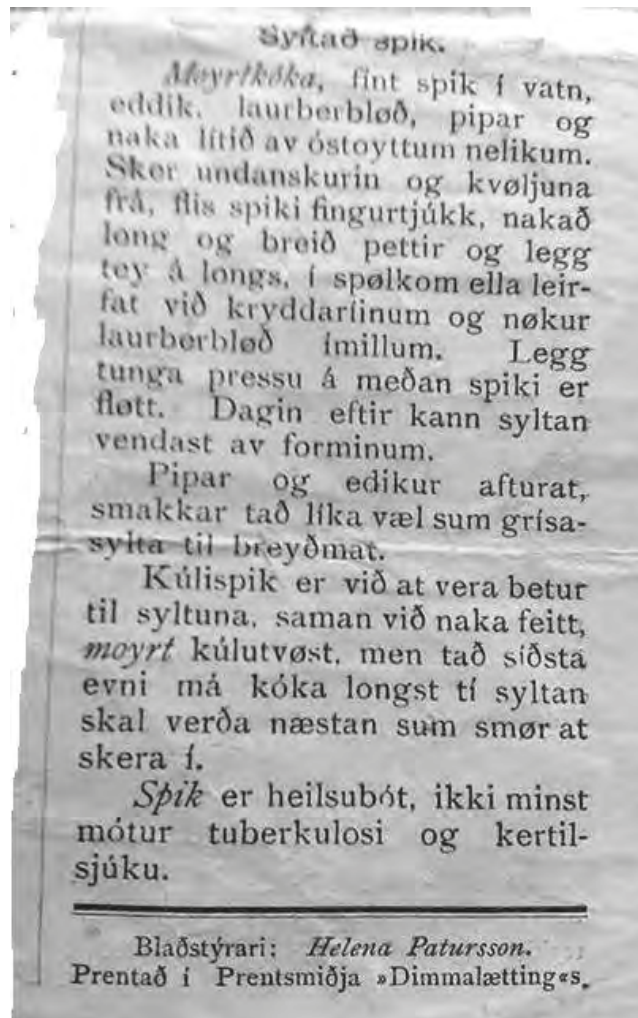 Syltað spik.
Moyrtkóka, fint spik í vatn,
eddik, laurberbløð, pipar og
naka lítið av óstoyttum nelikum.
Sker undanskurin og kvøljuna
frá, flis spiki fingurtjúkk, nakað
long og breið pettir og legg
tey á longs, í spølkom ella leir-
fat við kryddaríinum og nøkur
laurberbløð ímillum. Legg
tunga pressu á meðan spiki er
fløtt. Dagin eftir kann syltan
vendast av forminum.
Pipar og edikur afturat,
smakkar tað líka væl sum grísa-
sylta til breyðmat.
Kúlispik er við at vera betur
til syltuna, saman við naka feitt,
moyrt kúlutvøst, men tað síðsta
evni má kóka longst tí syltan
skal verða næstan sum smør at
skera í.
Spik er heilsubót, ikki minst
mótur tuberkulosi og kertil-
sjúku.
Blaðstýrari: Helena Patursson.
Prentað í Prentsmiðja »Dimmalætting«s.